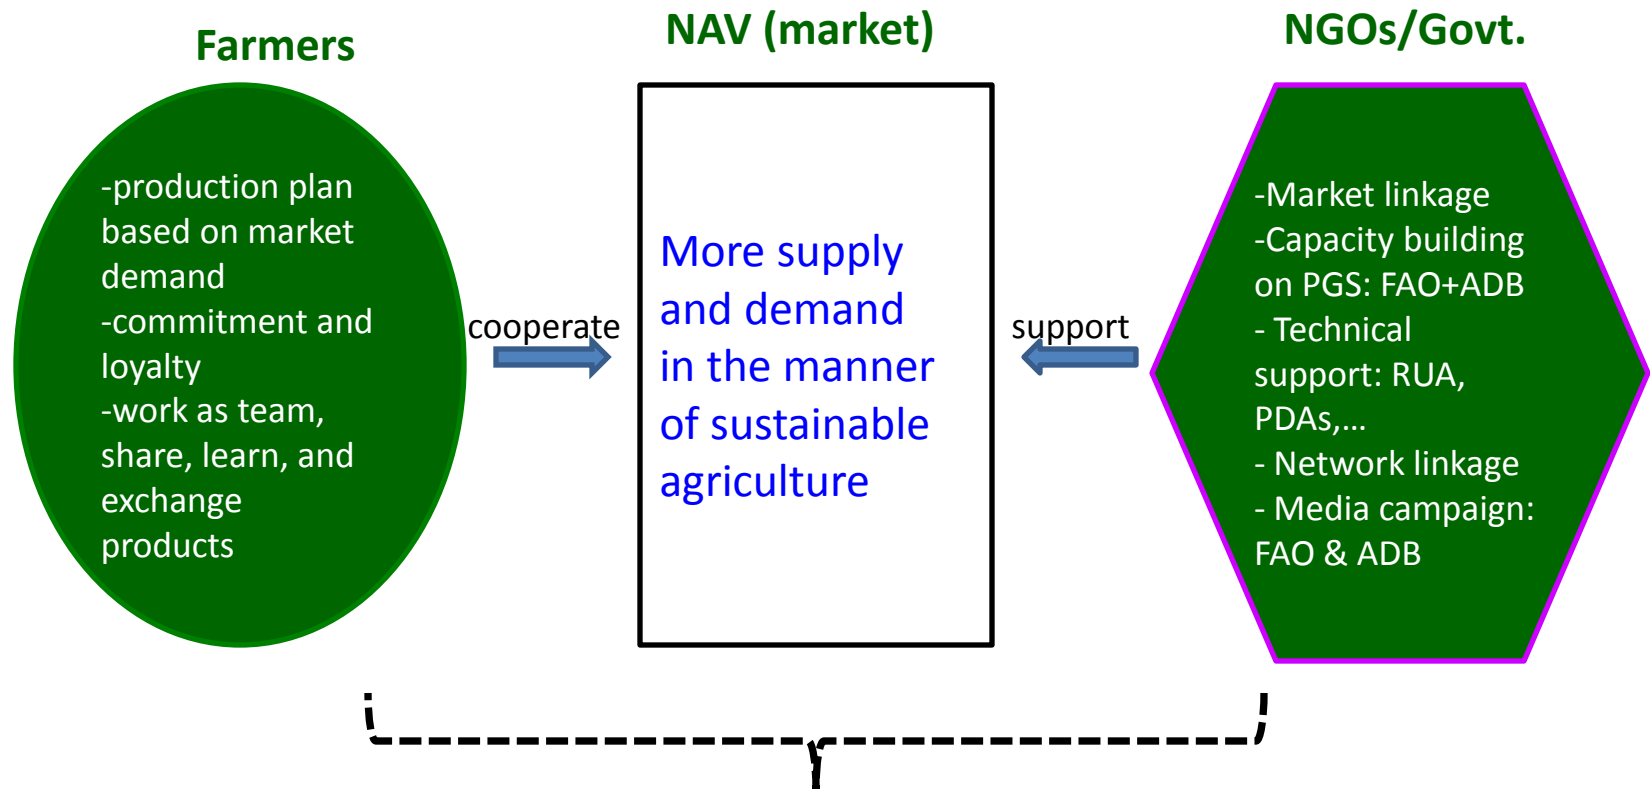 Farmers
-production plan
based on market
demand
-commitment and
loyalty
-work as team,
share, learn, and
exchange
products
cooperate
NAV (market)
More supply
and demand
in the manner
of sustainable
agriculture
support
NGOs/Govt.
-Market linkage
-Capacity building
on PGS: FAO+ADB
- Technical
support: RUA,
PDAs,...
- Network linkage
- Media campaign:
FAO & ADB